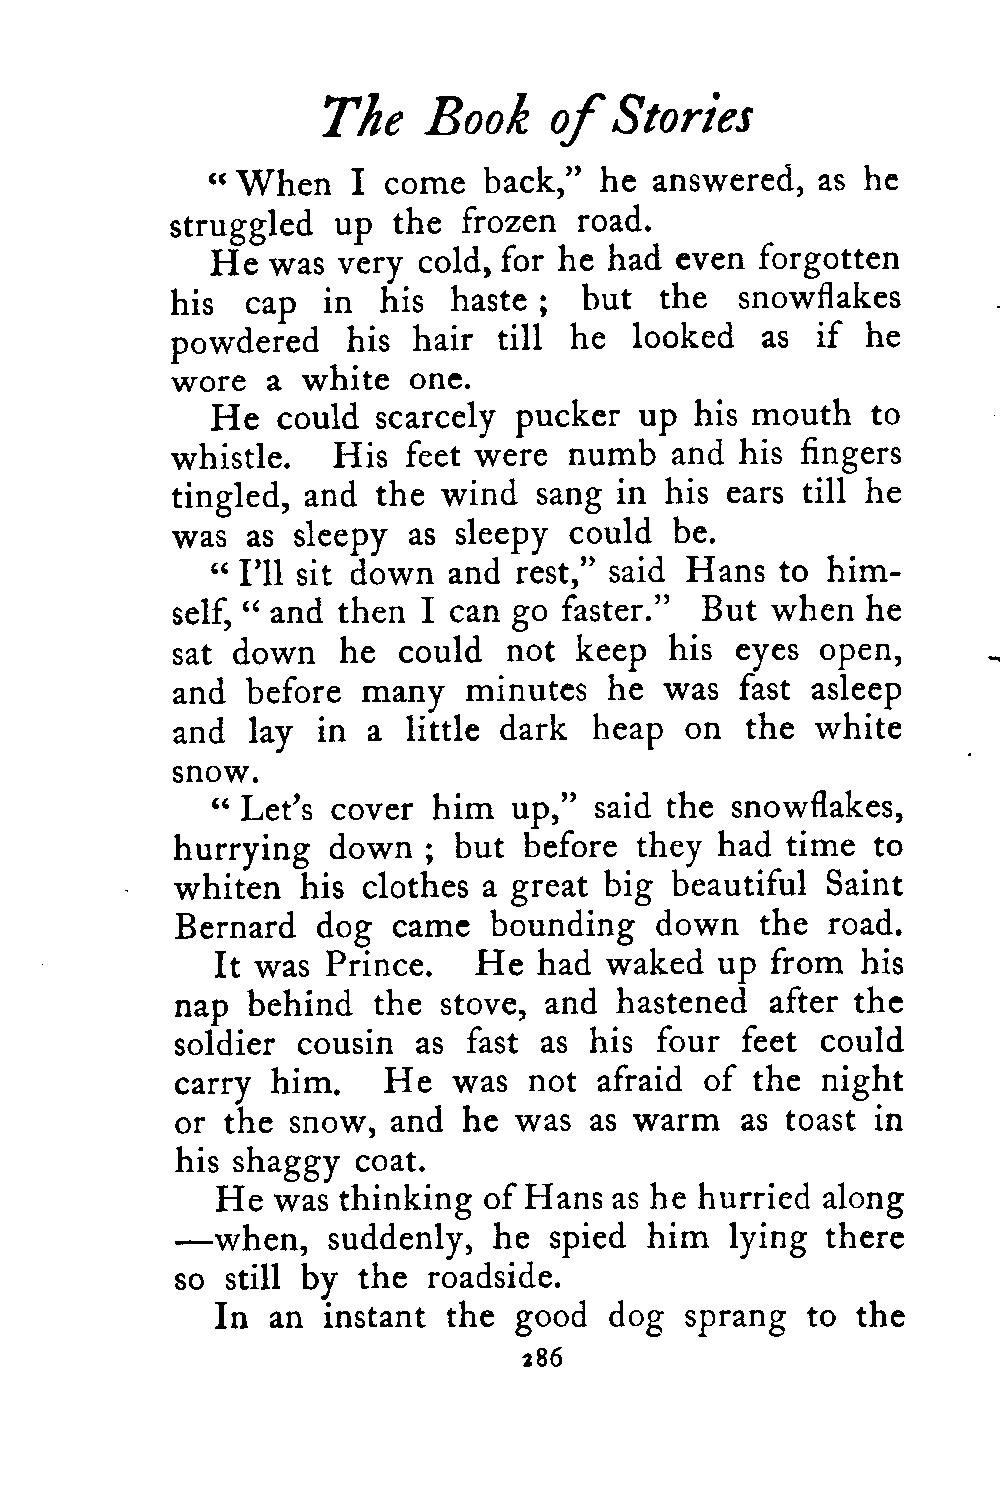 The Book of Stories
“ When I come back,” he answered, as he
struggled up the frozen road.
He was very cold, for he had even forgotten
his cap in his haste ; but the snowflakes
powdered his hair till he looked as if he
wore a white one.
He could scarcely pucker up his mouth to
whistle. His feet were numb and his fingers
tingled, and the wind sang in his ears till he
was as sleepy as sleepy could be.
“ I’ll sit down and rest,” said Hans to him-
self, “ and then I can go faster.” But when he
sat down he could not keep his eyes open,
and before many minutes he was fast asleep
and lay in a little dark heap on the white
snow.
“ Let’s cover him up,” said the snowflakes,
hurrying down ; but before they had time to
whiten his clothes a great big beautiful Saint
Bernard dog came bounding down the road.
It was Prince. He had waked up from his
nap behind the stove, and hastened after the
soldier cousin as fast as his four feet could
carry him. He was not afraid of the night
or the snow, and he was as warm as toast in
his shaggy coat.
He was thinking of Hans as he hurried along
—when, suddenly, he spied him lying there
so still by the roadside.
In an instant the good dog sprang to the
286